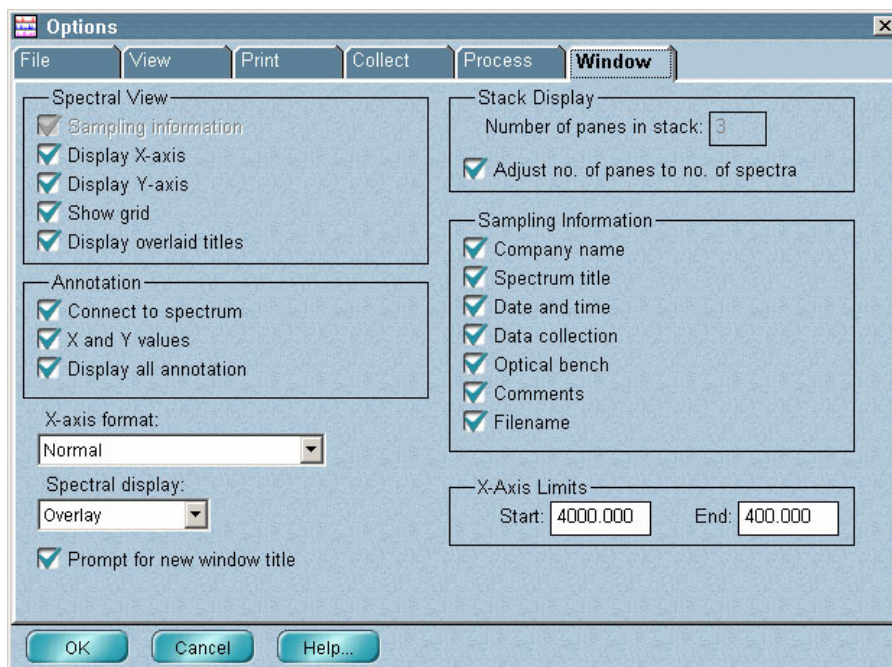 Options
File View Print Collect Process Window
Spectral View
Sampling information
Display X-axis
Display Y-axis
Show grid
Display overlaid titles
Annotation
Connect to spectrum
X and Y values
Display all annotation
X-axis format:
Normal
Spectral display:
Overlay
Prompt for new window title
Stack Display
Number of panes in stack: 3
Adjust no. of panes to no. of spectra
Sampling Information
Company name
Spectrum title
Date and time
Data collection
Optical bench
Comments
Filename
X-Axis Limits
Start: 4000.000 End: 400.000
OK Cancel Help...